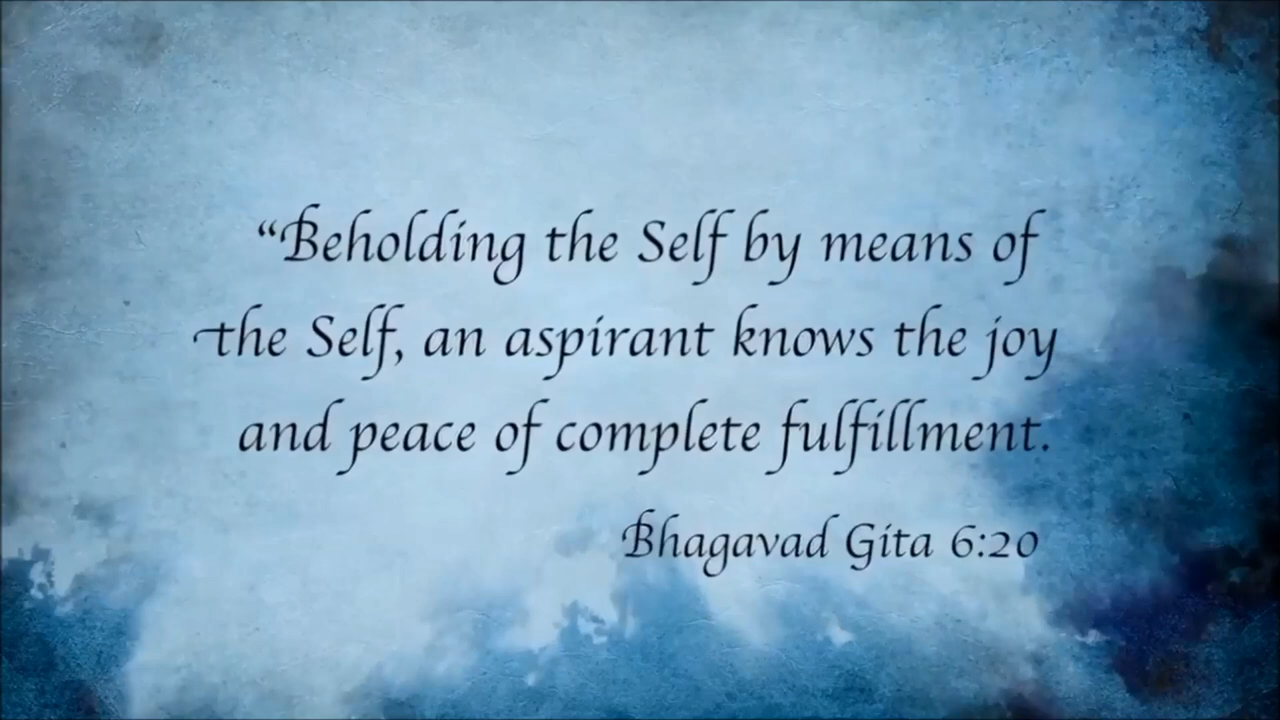 “Beholding the Self by means of
the Self, an aspirant knows the joy
and peace of complete fulfillment.
Bhagavad Gita 6:20